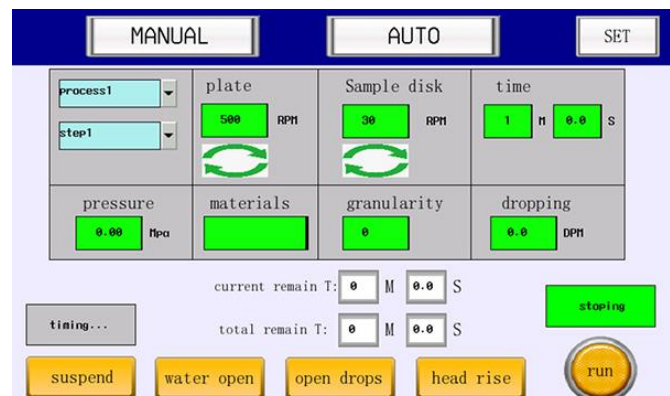 MANUAL AUTO SET
process1
step1
plate
500 RPM
Sample disk
30 RPM
time
1 M 0.0 S
pressure
0.00 Mpa
materials
granularity
0
dropping
0.0 DPM
current remain T: 0 M 0.0 S
total remain T: 0 M 0.0 S
timing...
stoping
suspend water open open drops head rise run